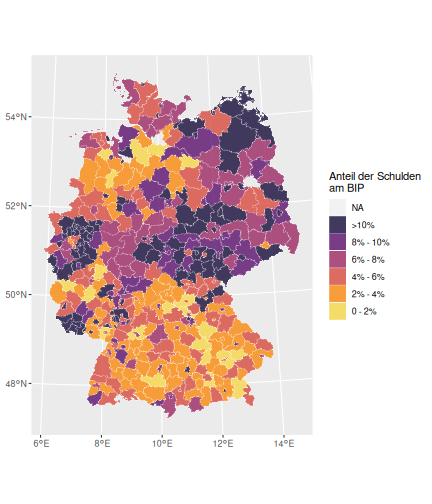 54°N
52°N
50°N
48°N
6°E 8°E 10°E 12°E 14°E
Anteil der Schulden
am BIP
NA
>10%
8% - 10%
6% - 8%
4% - 6%
2% - 4%
0 - 2%